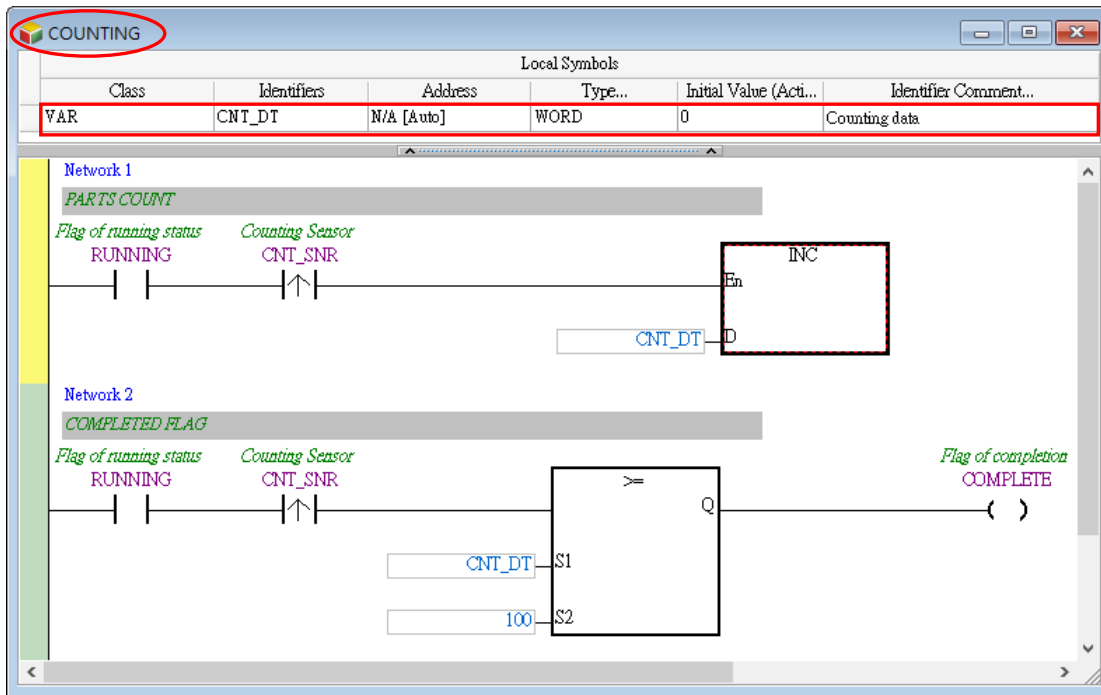 COUNTING
Local Symbols
Class Identifiers Address Type... Initial Value (Acti... Identifier Comment...
VAR CNT_DT N/A [Auto] WORD 0 Counting data
Network 1
PARTS COUNT
Flag of running status Counting Sensor
RUNNING CNT_SNR INC
En
CNT_DT D
Network 2
COMPLETED FLAG
Flag of running status Counting Sensor Flag of completion
RUNNING CNT_SNR >= COMPLETE
Q
CNT_DT S1
100 S2